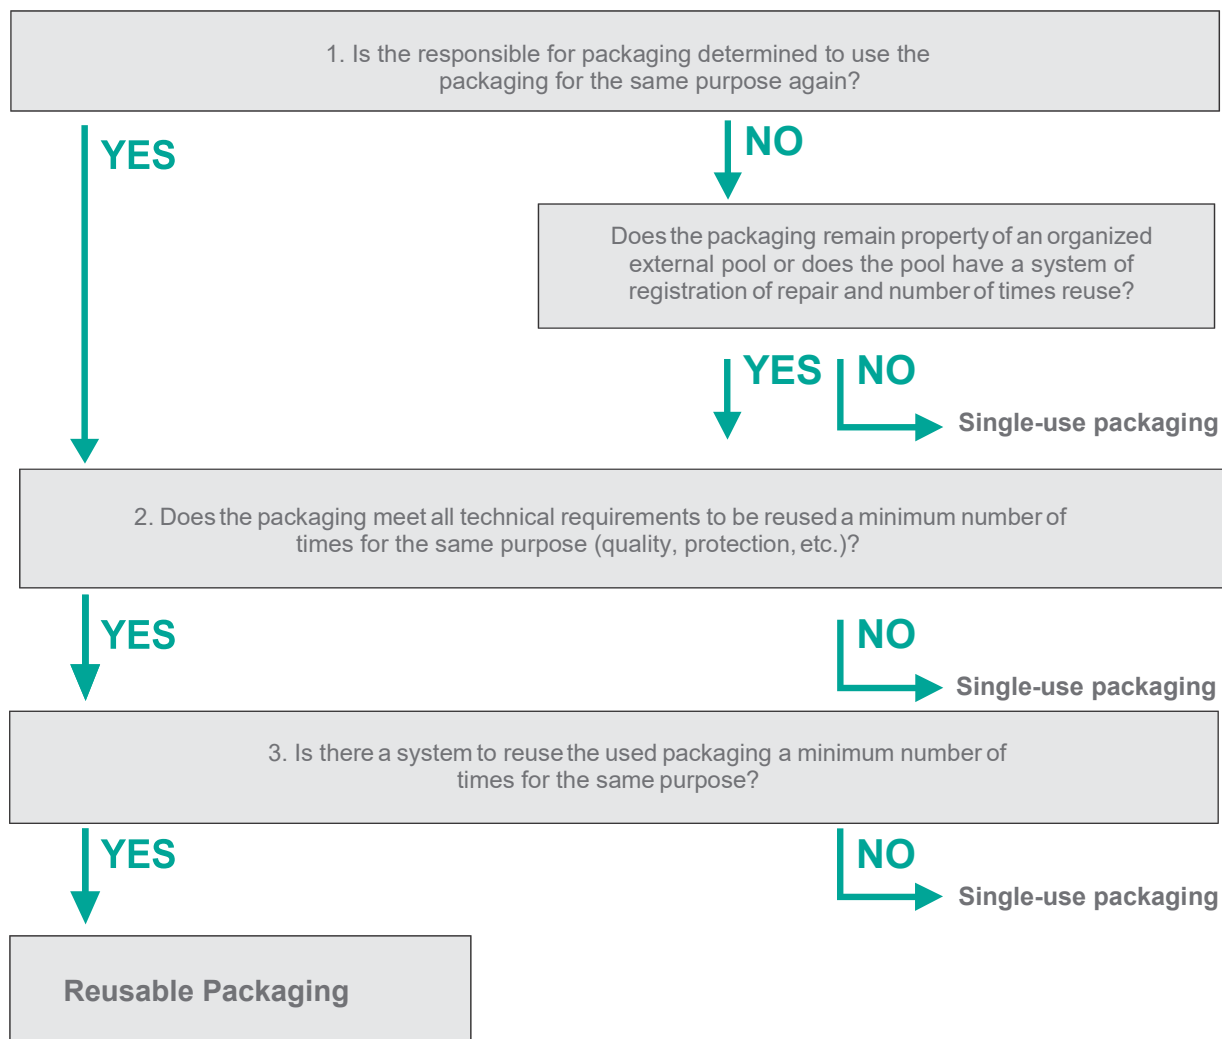 1. Is the responsible for packaging determined to use the
packaging for the same purpose again?
YES
NO
Does the packaging remain property of an organized
external pool or does the pool have a system of
registration of repair and number of times reuse?
YES
NO
Single-use packaging
2. Does the packaging meet all technical requirements to be reused a minimum number of
times for the same purpose (quality, protection, etc.)?
YES
NO
Single-use packaging
3. Is there a system to reuse the used packaging a minimum number of
times for the same purpose?
YES
NO
Single-use packaging
Reusable Packaging